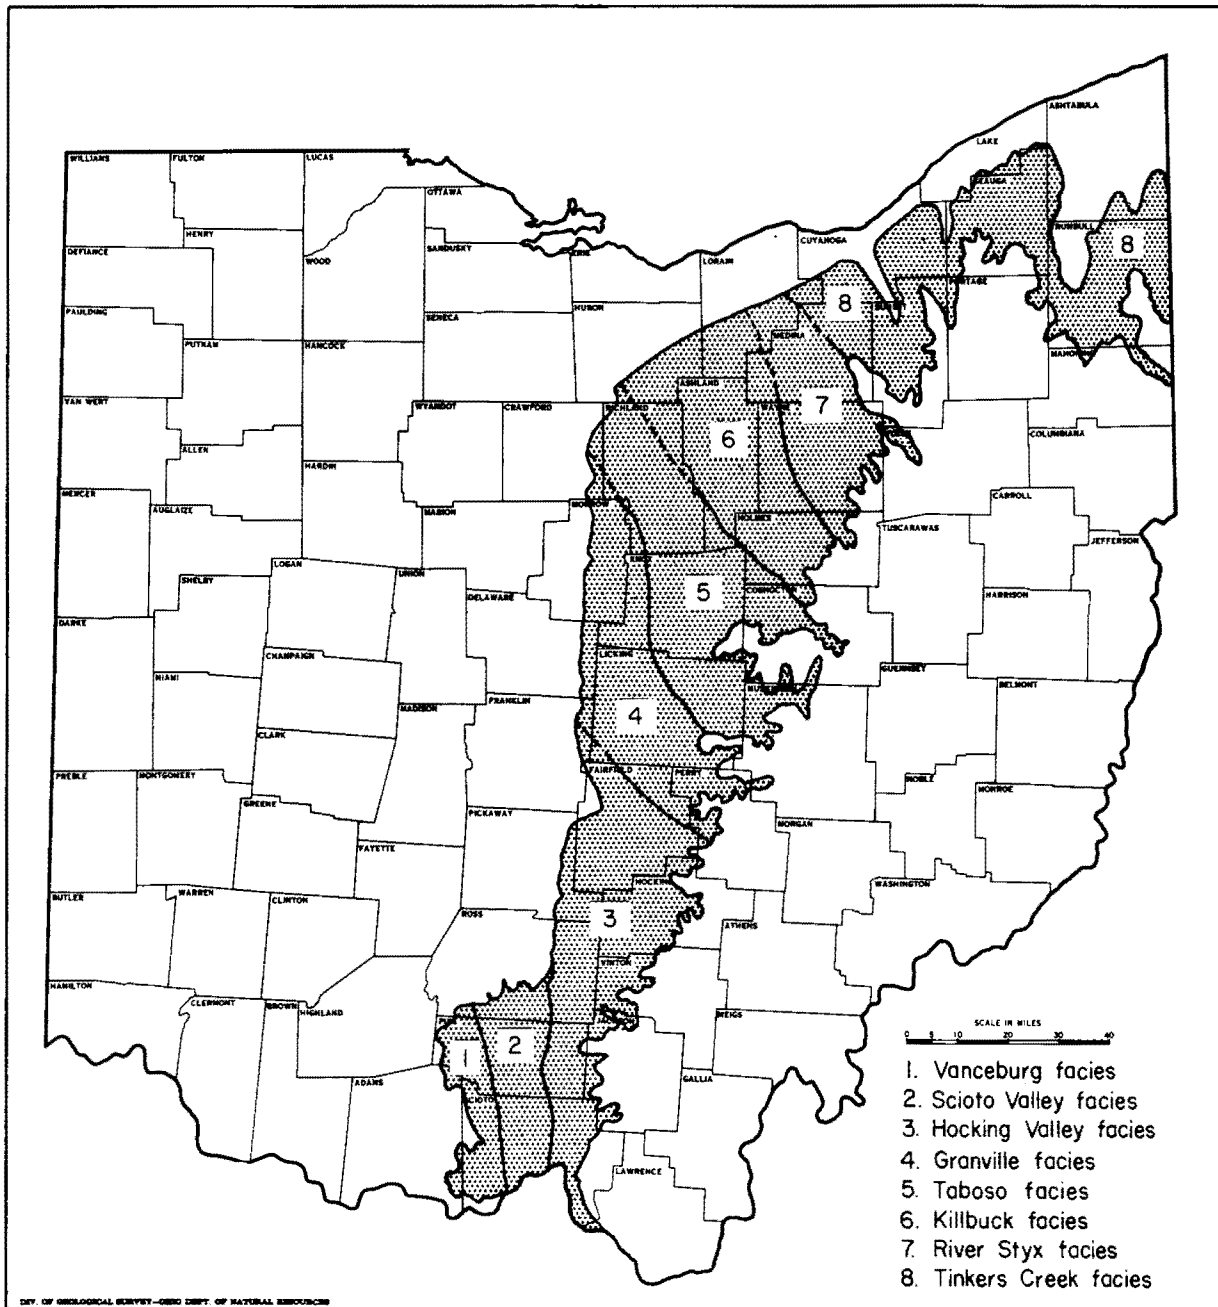 ASHTABULA
LAKE
GEAUGA
WILLIAMS
FULTON
LUCAS
OTTAWA
CUYAHOGA
TRUMBULL
HENRY
DEFIANCE
SANDUSKY
ERIE
LORAIN
WOOD
8
PORTAGE
8
PAULDING
HURON
SENECA
MEDINA
PUTNAM
HANCOCK
MAHONING
ASHLAND
VAN WERT
WYANDOT
CRAWFORD
RICHLAND
WAYNE
7
COLUMBIANA
6
ALLEN
HARDIN
MERCER
CARROLL
AUGLAIZE
MARION
MORROW
HOLMES
TUSCARAWAS
JEFFERSON
KNOX
LOGAN
UNION
SHELBY
DELAWARE
5
HARRISON
DARKE
LICKING
CHAMPAIGN
GUERNSEY
MIAMI
BELMONT
FRANKLIN
MADISON
4
CLARK
PREBLE
MONTGOMERY
FAIRFIELD
PERRY
NOBLE
MONROE
GREENE
PICKAWAY
MORGAN
FAYETTE
HOCKING
WASHINGTON
BUTLER
WARREN
CLINTON
ROSS
3
ATHENS
VINTON
HAMILTON
CLERMONT
BROWN
HIGHLAND
MEIGS
2
1
ADAMS
GALLIA
SCIOTO
LAWRENCE
SCALE IN MILES
0 5 10 20 30 40
1. Vanceburg facies
2. Scioto Valley facies
3. Hocking Valley facies
4. Granville facies
5. Taboso facies
6. Killbuck facies
7. River Styx facies
8. Tinkers Creek facies
DIV. OF GEOLOGICAL SURVEY—OHIO DEPT. OF NATURAL RESOURCES